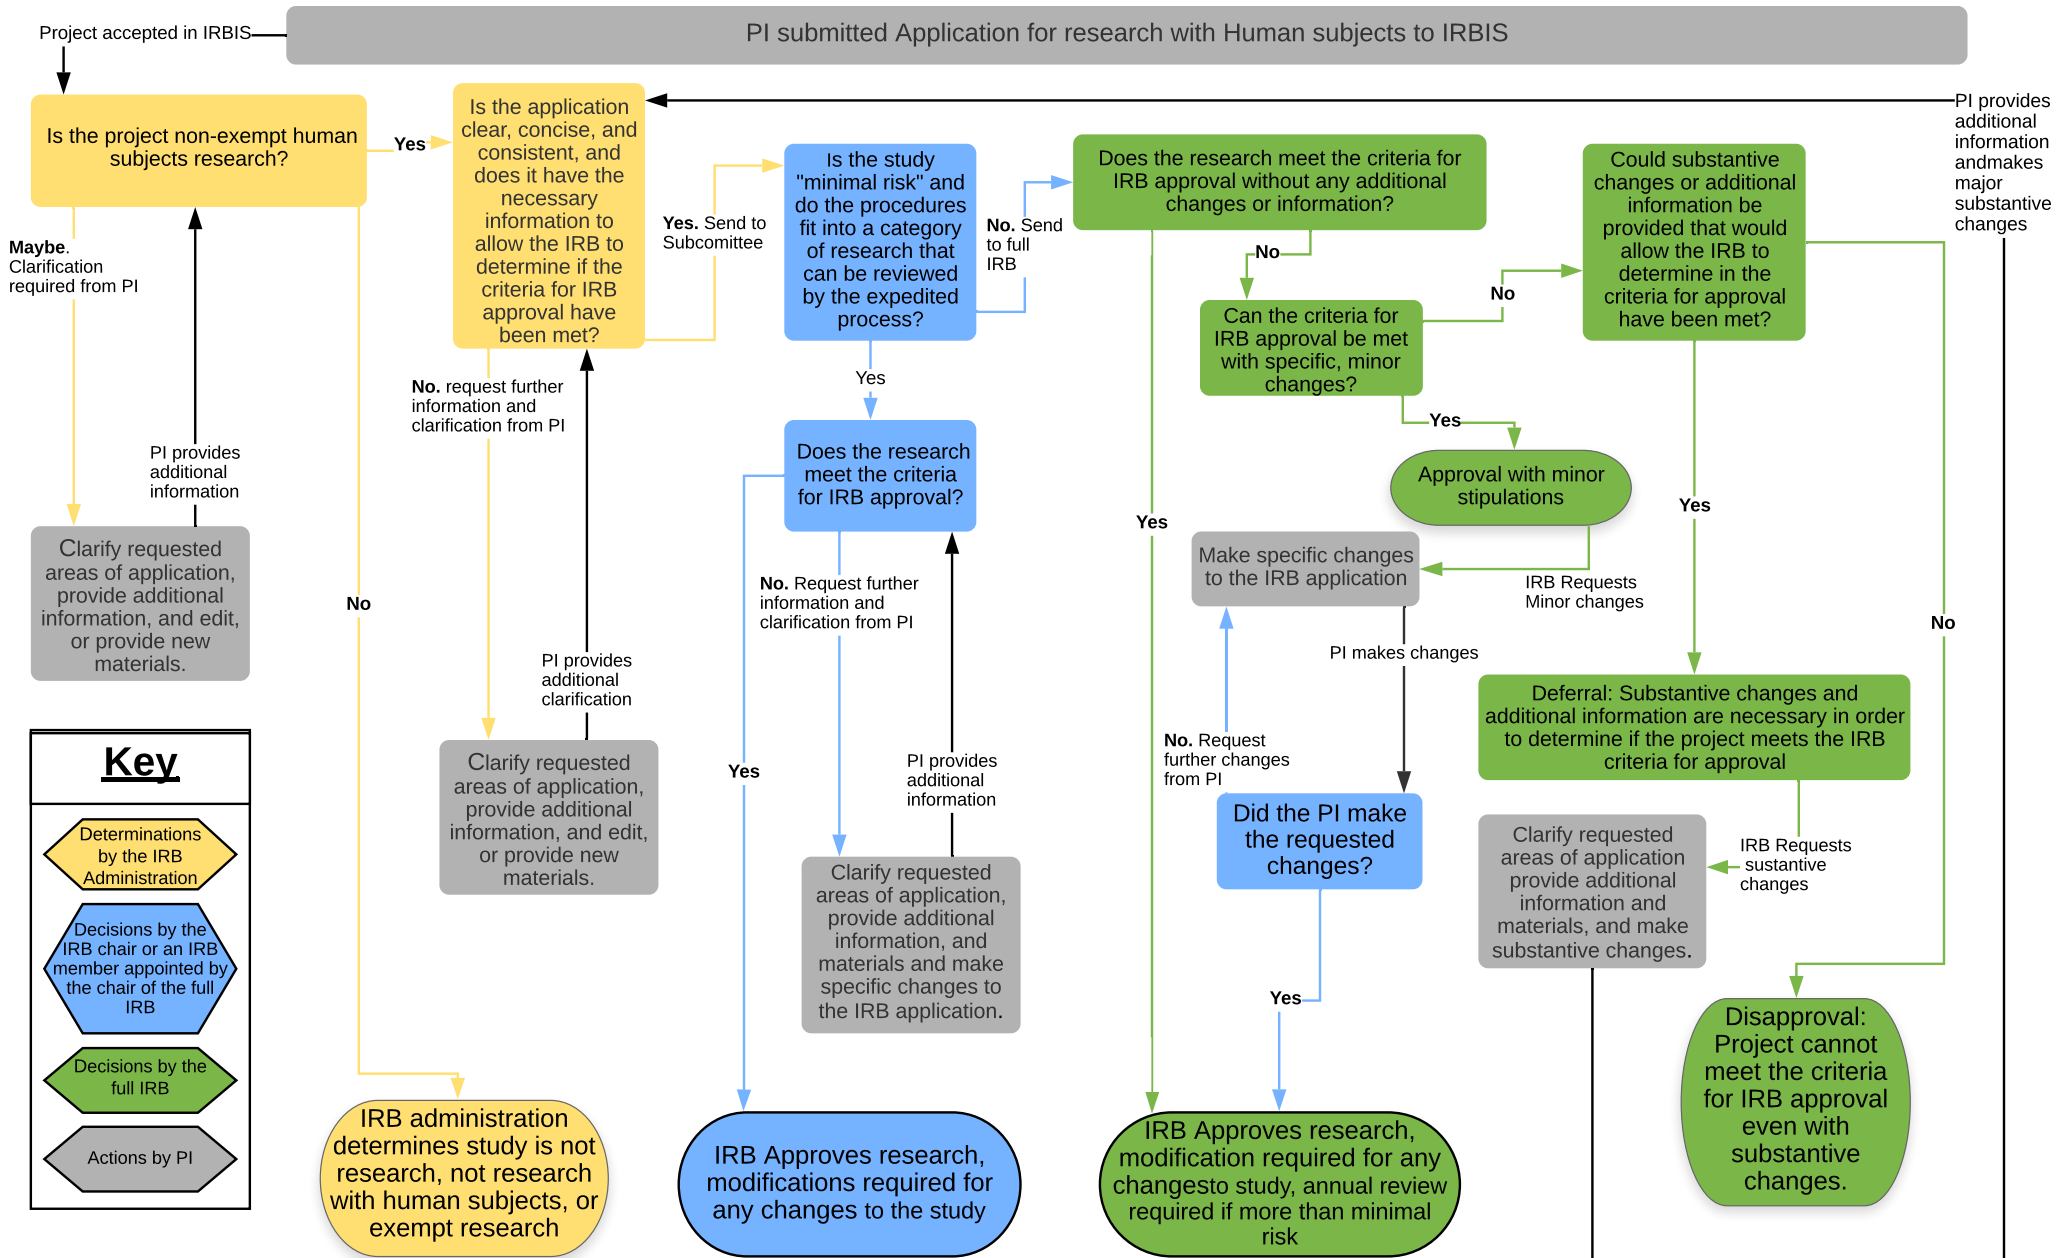 PI submitted Application for research with Human subjects to IRBIS
Project accepted in IRBIS
Is the project non-exempt human
subjects research?
Yes
Maybe.
Clarification
required from PI
PI provides
additional
information
Clarify requested
areas of application,
provide additional
information, and edit,
or provide new
materials.
No
Is the application
clear, concise, and
consistent, and
does it have the
necessary
information to
allow the IRB to
determine if the
criteria for IRB
approval have
been met?
Yes. Send to
Subcomittee
No. request further
information and
clarification from PI
PI provides
additional
clarification
Clarify requested
areas of application,
provide additional
information, and edit,
or provide new
materials.
Is the study
"minimal risk" and
do the procedures
fit into a category
of research that
can be reviewed
by the expedited
process?
No. Send
to full
IRB
Yes
Does the research
meet the criteria
for IRB approval?
No. Request further
information and
clarification from PI
Yes
PI provides
additional
information
Clarify requested
areas of application,
provide additional
information, and
materials and make
specific changes to
the IRB application.
Does the research meet the criteria for
IRB approval without any additional
changes or information?
No
Can the criteria for
IRB approval be met
with specific, minor
changes?
No
Yes
Yes
Approval with minor
stipulations
Make specific changes
to the IRB application
IRB Requests
Minor changes
PI makes changes
No. Request
further changes
from PI
Did the PI make
the requested
changes?
Yes
Could substantive
changes or additional
information be
provided that would
allow the IRB to
determine in the
criteria for approval
have been met?
Yes
No
Deferral: Substantive changes and
additional information are necessary in order
to determine if the project meets the IRB
criteria for approval
IRB Requests
sustantive
changes
Clarify requested
areas of application
provide additional
information and
materials, and make
substantive changes.
PI provides
additional
information
andmakes
major
substantive
changes
Disapproval:
Project cannot
meet the criteria
for IRB approval
even with
substantive
changes.
IRB administration
determines study is not
research, not research
with human subjects, or
exempt research
IRB Approves research,
modifications required for
any changes to the study
IRB Approves research,
modification required for any
changesto study, annual review
required if more than minimal
risk
Key
Determinations
by the IRB
Administration
Decisions by the
IRB chair or an IRB
member appointed by
the chair of the full
IRB
Decisions by the
full IRB
Actions by PI